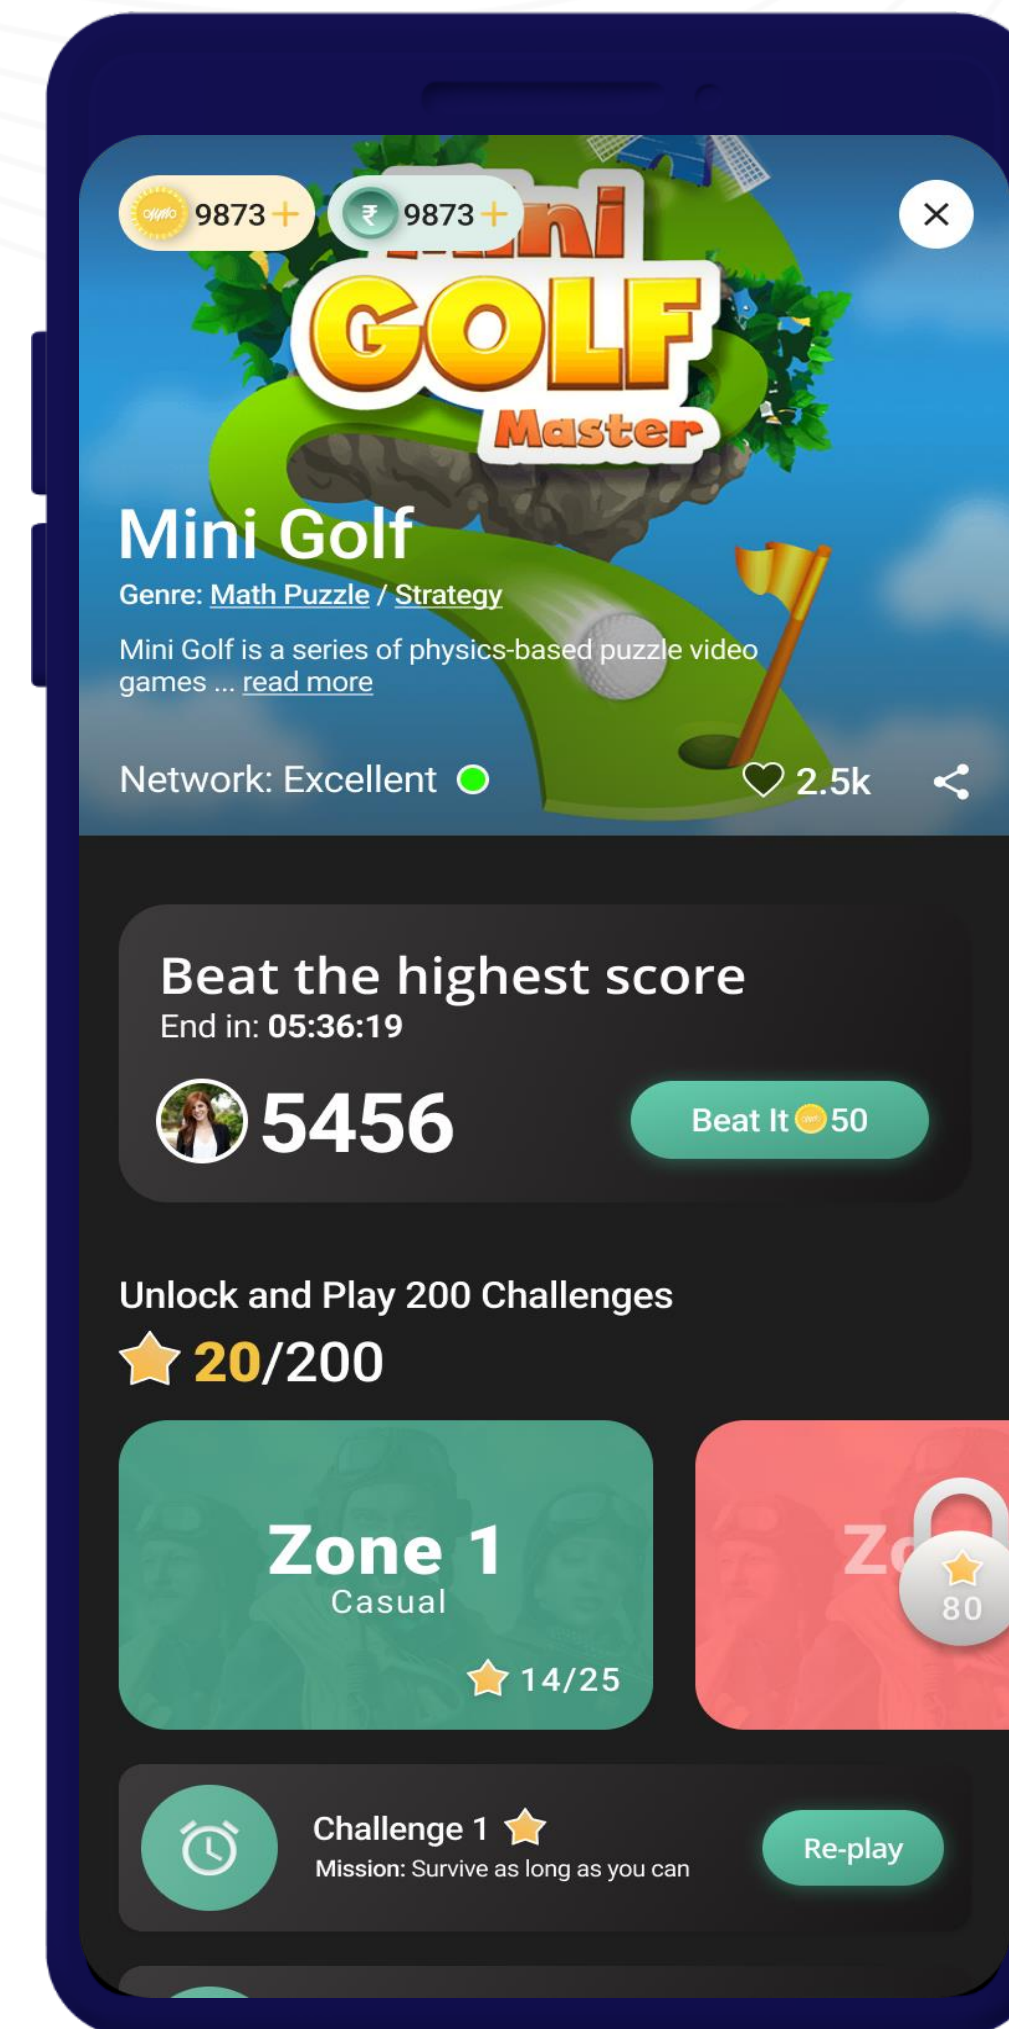 9873 +
₹ 9873 +
Mini
GOLF
Master
Mini Golf
Genre: Math Puzzle / Strategy
Mini Golf is a series of physics-based puzzle video
games ... read more
Network: Excellent
2.5k
Beat the highest score
End in: 05:36:19
5456
Beat It 50
Unlock and Play 200 Challenges
20/200
Zone 1
Casual
14/25
80
Challenge 1
Mission: Survive as long as you can
Re-play